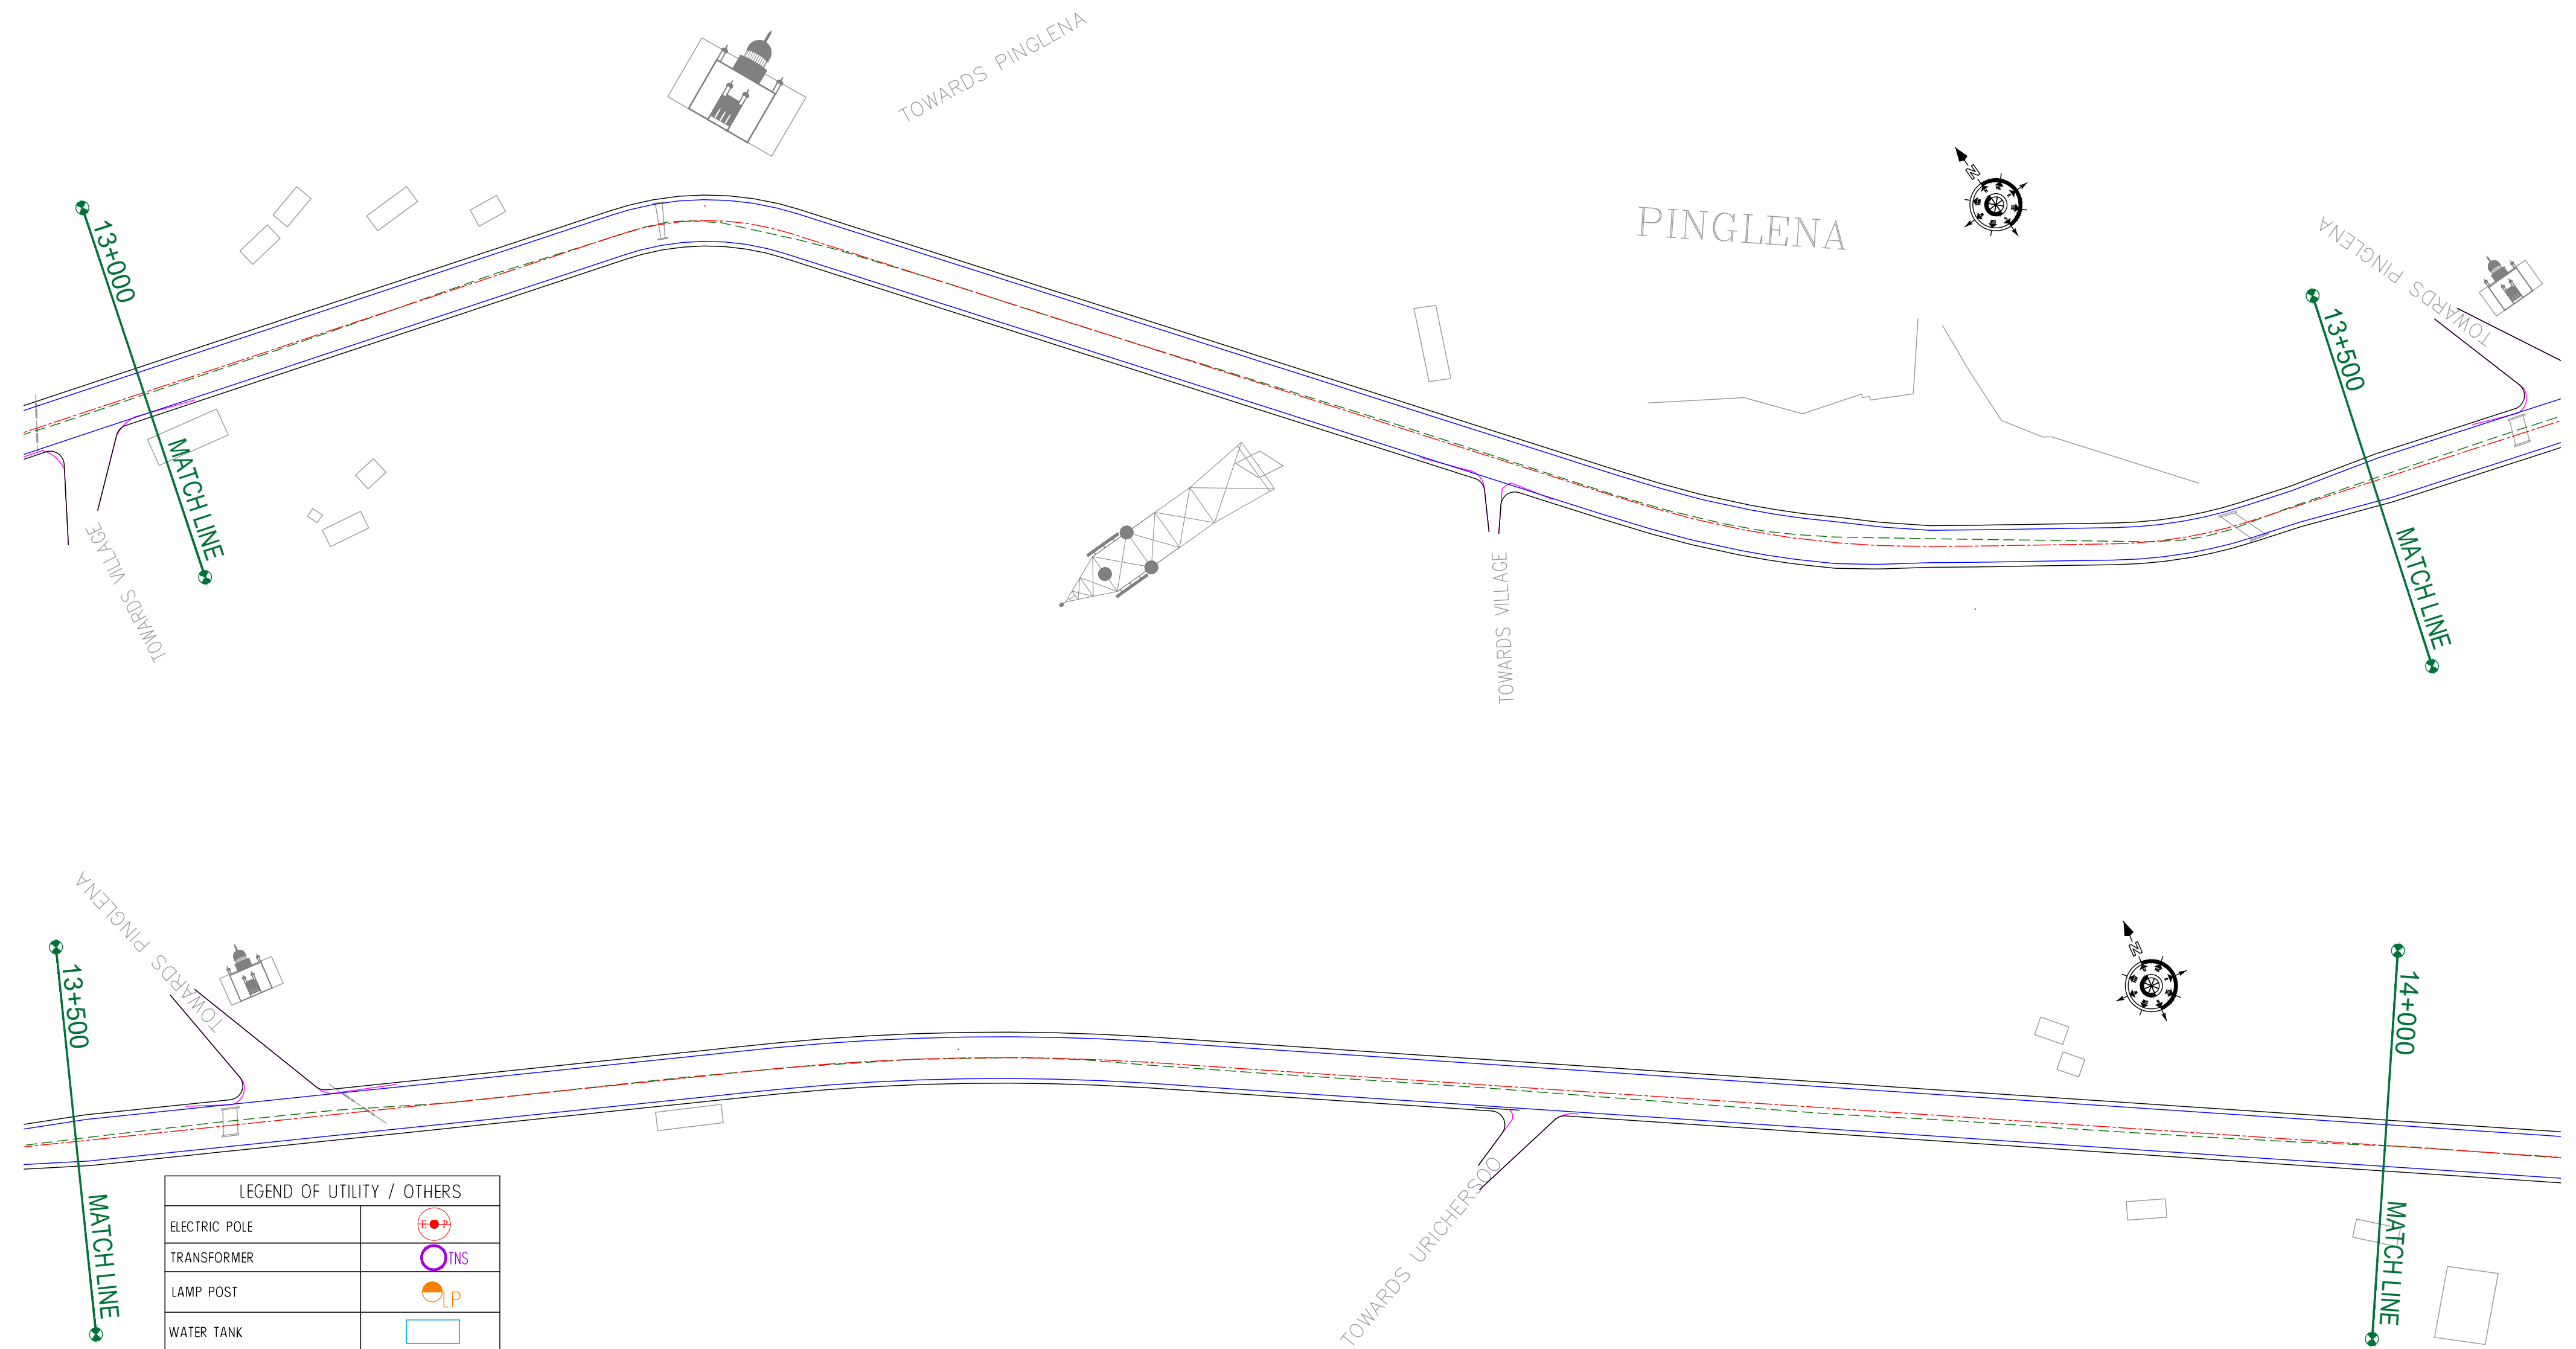 TOWARDS PINGLENA
PINGLENA
N
TOWARDS PINGLENA
13+000
MATCH LINE
13+500
MATCH LINE
TOWARDS VILLAGE
TOWARDS VILLAGE
TOWARDS PINGLENA
13+500
MATCH LINE
N
14+000
MATCH LINE
TOWARDS URICHERSOO
LEGEND OF UTILITY / OTHERS
ELECTRIC POLE E P
TRANSFORMER TNS
LAMP POST LP
WATER TANK